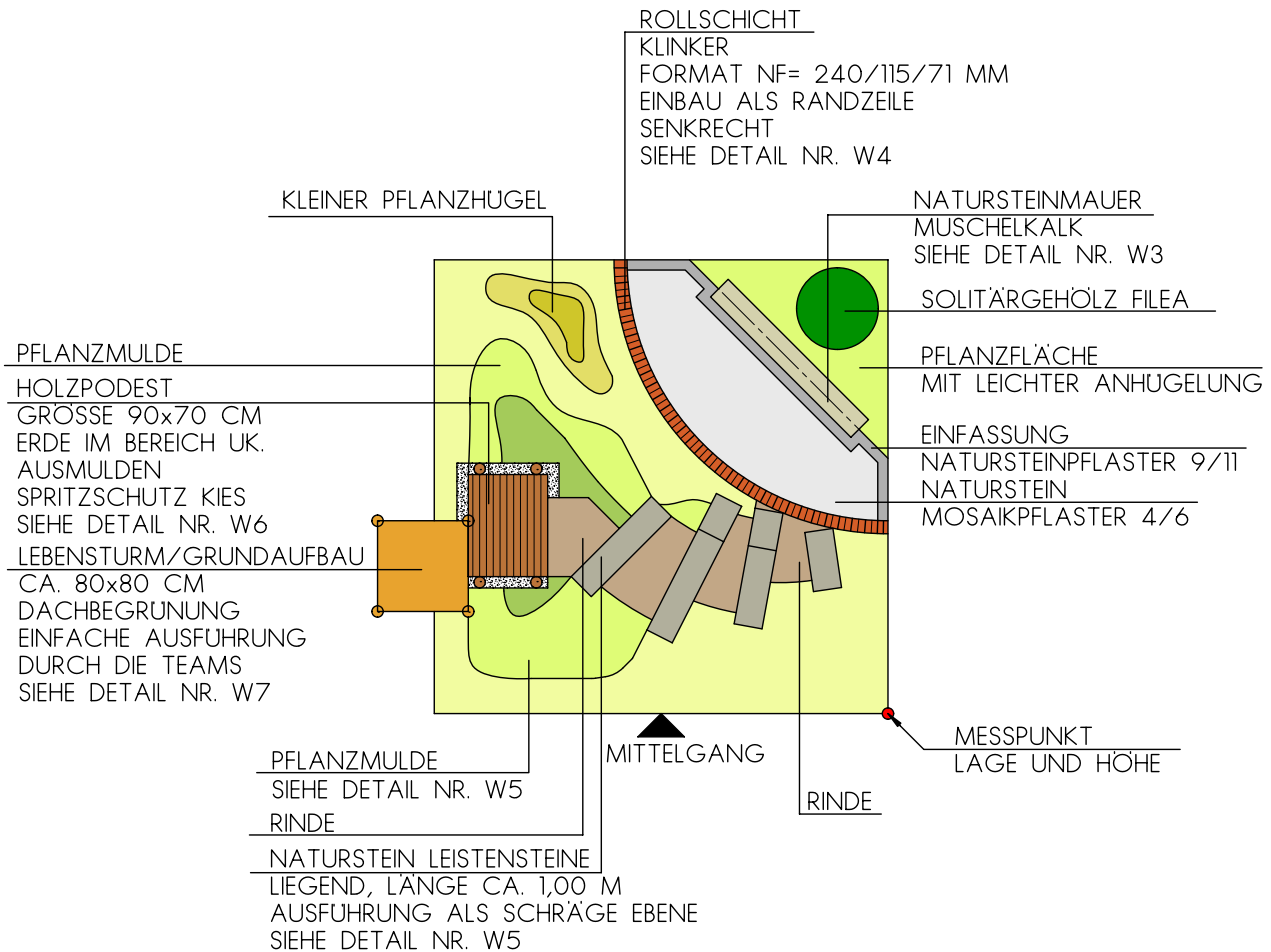 ROLLSCHICHT
KLINKER
FORMAT NF= 240/115/71 MM
EINBAU ALS RANDZEILE
SENKRECHT
SIEHE DETAIL NR. W4
KLEINER PFLANZHÜGEL
NATURSTEINMAUER
MUSCHELKALK
SIEHE DETAIL NR. W3
SOLITÄRGEHÖLZ FILEA
PFLANZFLÄCHE
MIT LEICHTER ANHÜGELUNG
EINFASSUNG
NATURSTEINPFLASTER 9/11
NATURSTEIN
MOSAIKPFLASTER 4/6
PFLANZMULDE
HOLZPODEST
GRÖSSE 90x70 CM
ERDE IM BEREICH UK.
AUSMULDEN
SPRITZSCHUTZ KIES
SIEHE DETAIL NR. W6
LEBENSTURM/GRUNDAUFBAU
CA. 80x80 CM
DACHBEGRÜNUNG
EINFACHE AUSFÜHRUNG
DURCH DIE TEAMS
SIEHE DETAIL NR. W7
MITTELGANG
MESSPUNKT
LAGE UND HÖHE
PFLANZMULDE
SIEHE DETAIL NR. W5
RINDE
RINDE
NATURSTEIN LEISTENSTEINE
LIEGEND, LÄNGE CA. 1,00 M
AUSFÜHRUNG ALS SCHRÄGE EBENE
SIEHE DETAIL NR. W5